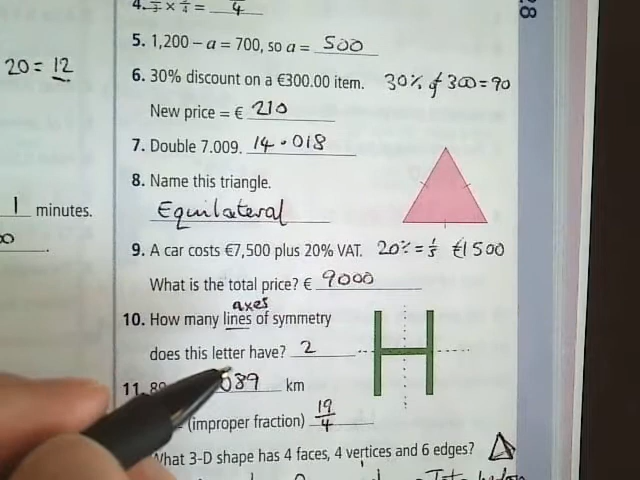 4.
4
28
5. 1,200 – a = 700, so a = 500
20 = 12
6. 30% discount on a €300.00 item. 30% of 300 = 90
New price = € 210
7. Double 7.009. 14.018
8. Name this triangle.
1 minutes.
Equilateral
9. A car costs €7,500 plus 20% VAT. 20% = 1/5 €1500
What is the total price? € 9000
axes
10. How many lines of symmetry
does this letter have? 2
H
11. 089 km
(improper fraction) 19/4
What 3-D shape has 4 faces, 4 vertices and 6 edges?